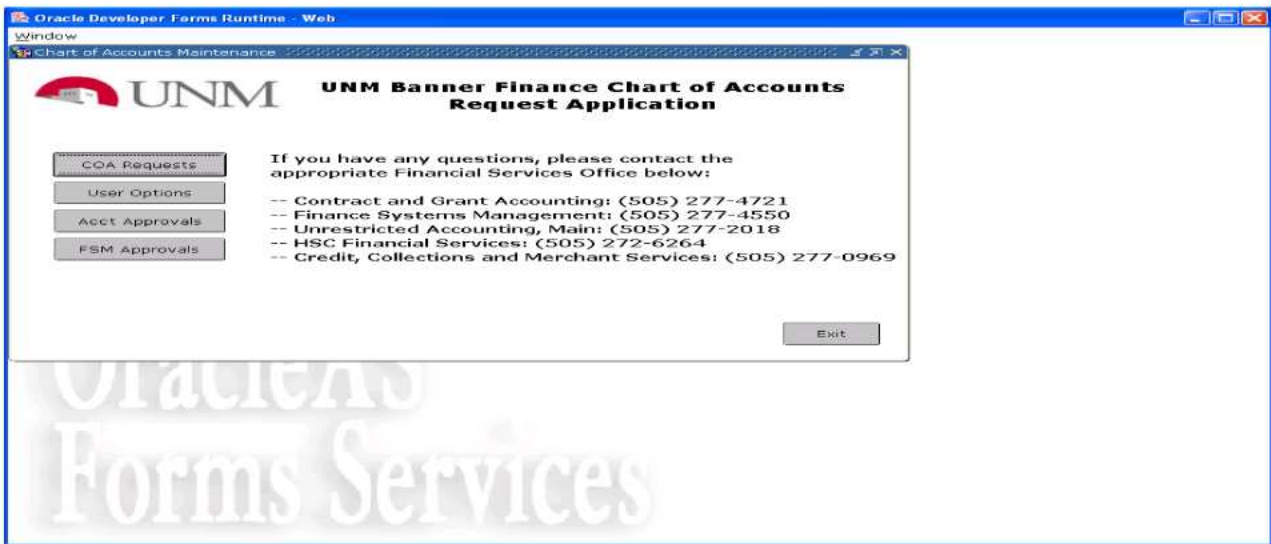 Oracle Developer Forms Runtime - Web
Window
Chart of Accounts Maintenance
UNM
UNM Banner Finance Chart of Accounts
Request Application
COA Requests
User Options
Acct Approvals
FSM Approvals
If you have any questions, please contact the
appropriate Financial Services Office below:
-- Contract and Grant Accounting: (505) 277-4721
-- Finance Systems Management: (505) 277-4550
-- Unrestricted Accounting, Main: (505) 277-2018
-- HSC Financial Services: (505) 272-6264
-- Credit, Collections and Merchant Services: (505) 277-0969
Exit
OracleAS
Forms Services